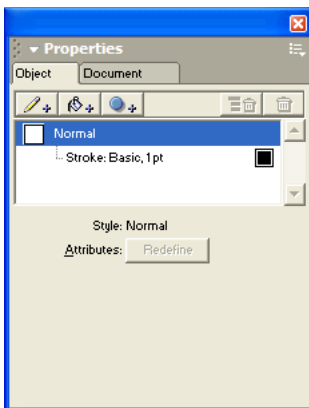 Properties
Object Document
Normal
Stroke: Basic, 1pt
Style: Normal
Attributes: Redefine